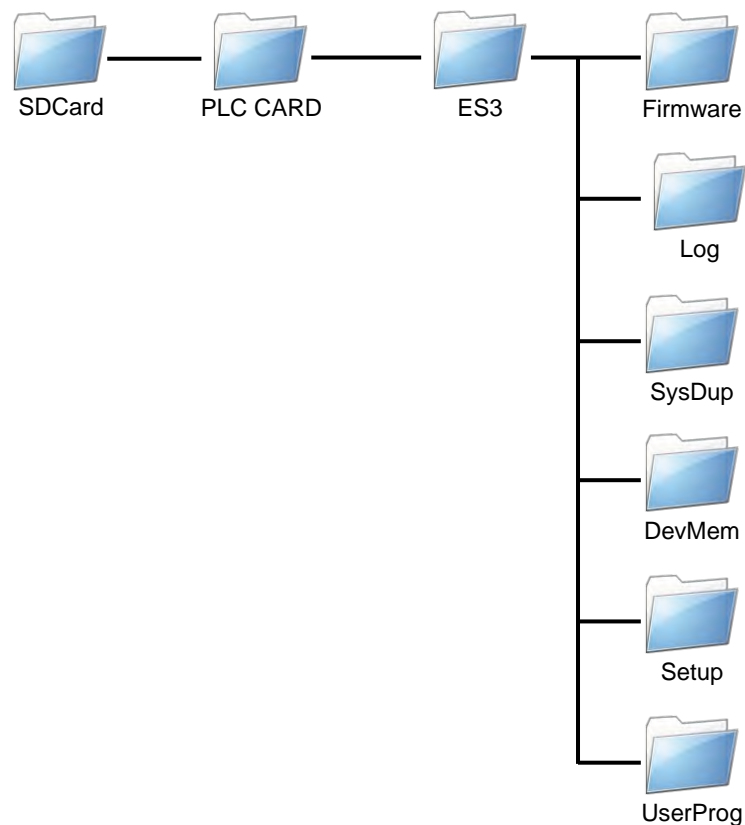 SDCard
PLC CARD
ES3
Firmware
Log
SysDup
DevMem
Setup
UserProg